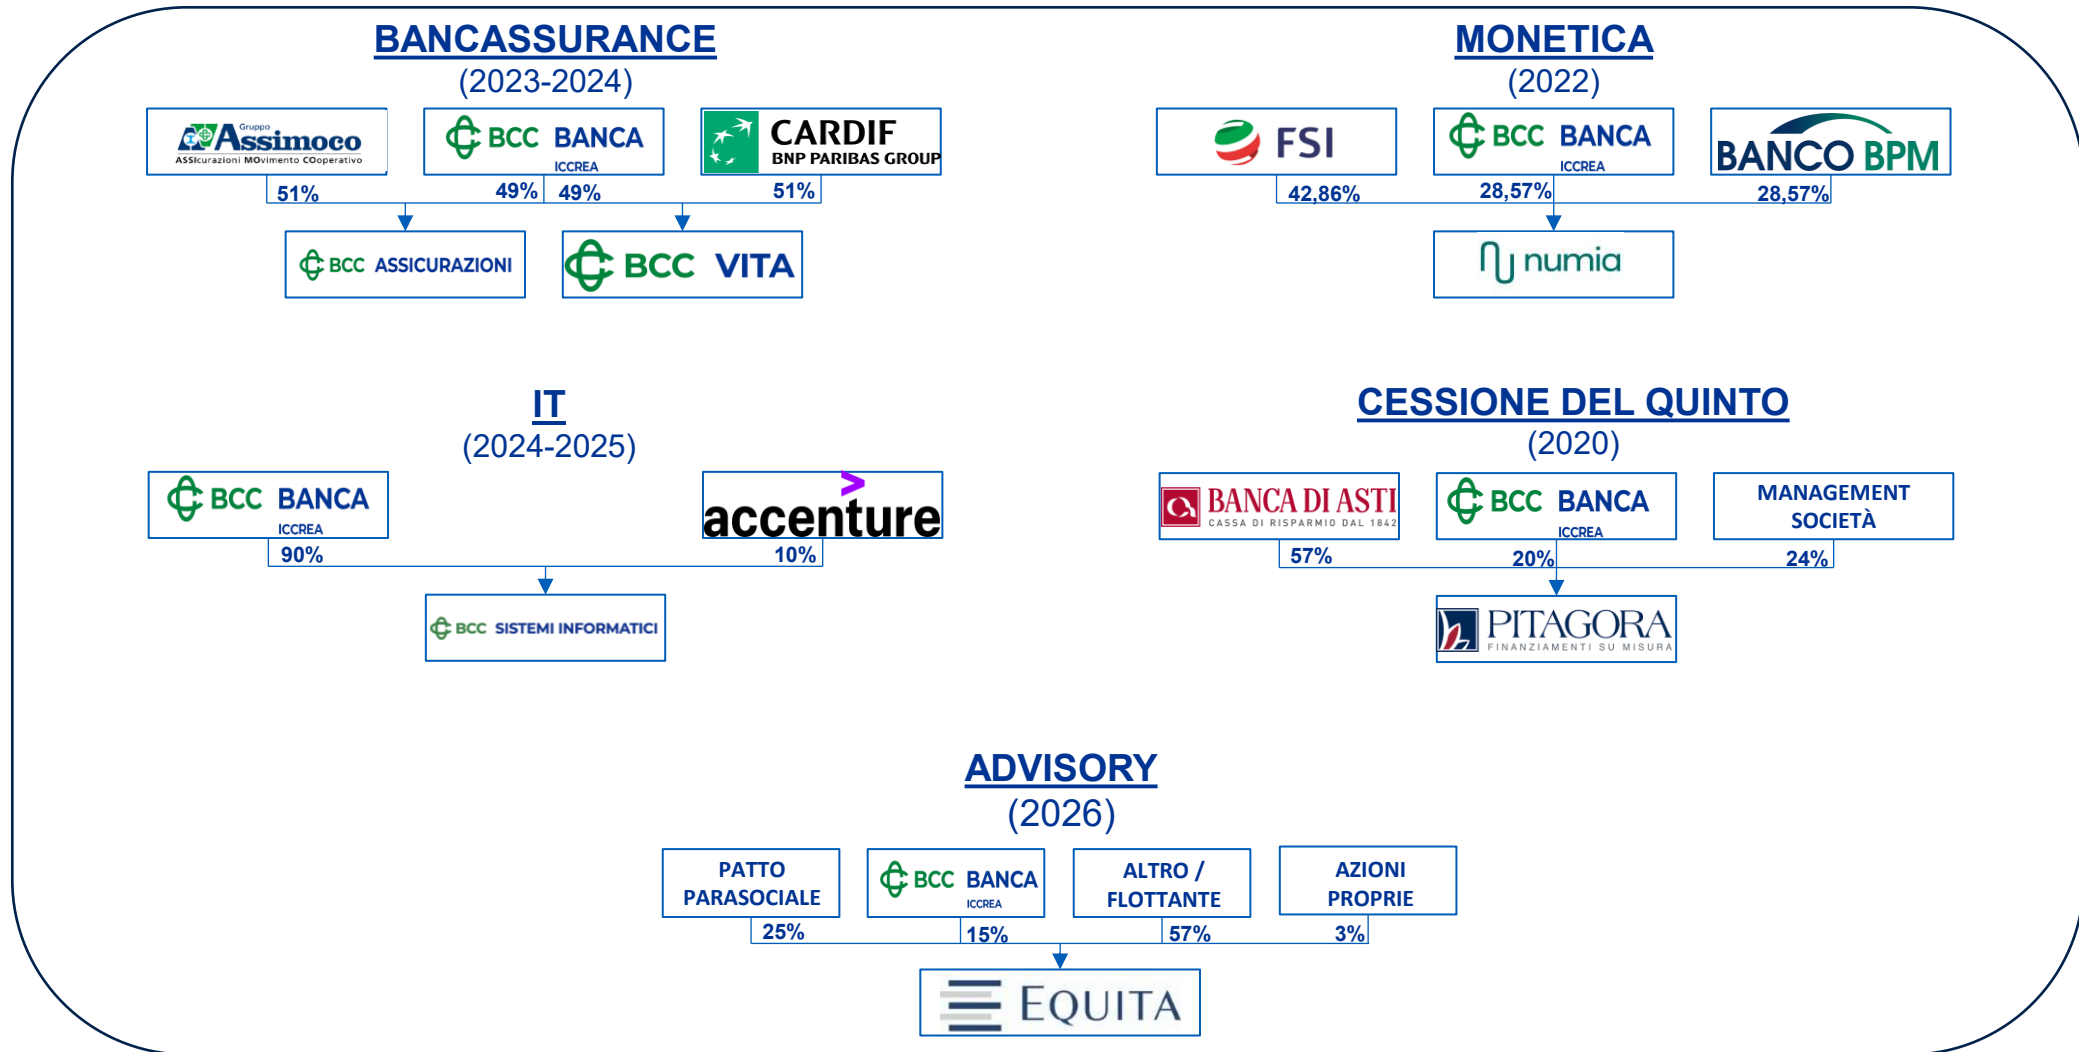 BANCASSURANCE
(2023-2024)
Gruppo
Assimoco
ASSIcurazioni MOvimento COoperativo
BCC BANCA
ICCREA
CARDIF
BNP PARIBAS GROUP
51%
49%
49%
51%
BCC ASSICURAZIONI
BCC VITA
MONETICA
(2022)
FSI
BCC BANCA
ICCREA
BANCO BPM
42,86%
28,57%
28,57%
numia
IT
(2024-2025)
BCC BANCA
ICCREA
accenture
90%
10%
BCC SISTEMI INFORMATICI
CESSIONE DEL QUINTO
(2020)
BANCA DI ASTI
CASSA DI RISPARMIO DAL 1842
BCC BANCA
ICCREA
MANAGEMENT
SOCIETÀ
57%
20%
24%
PITAGORA
FINANZIAMENTI SU MISURA
ADVISORY
(2026)
PATTO
PARASOCIALE
BCC BANCA
ICCREA
ALTRO /
FLOTTANTE
AZIONI
PROPRIE
25%
15%
57%
3%
EQUITA